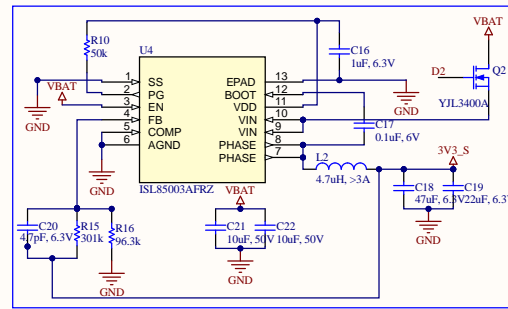 VBAT
R10
50k
U4
C16
1uF, 6.3V
D2
Q2
YJL3400A
GND
VBAT
GND
1 SS EPAD 13
2 PG BOOT 12
3 EN VDD 11
4 FB VIN 10
5 COMP VIN 9
6 AGND PHASE 8
PHASE 7
ISL85003AFRZ
GND
C17
0.1uF, 6V
L2
4.7uH, >3A
3V3_S
C18
47uF, 6.3V
C19
22uF, 6.3V
GND
VBAT
C20
4.7pF, 6.3V
R15
301k
R16
96.3k
C21
10uF, 50V
C22
10uF, 50V
GND
GND